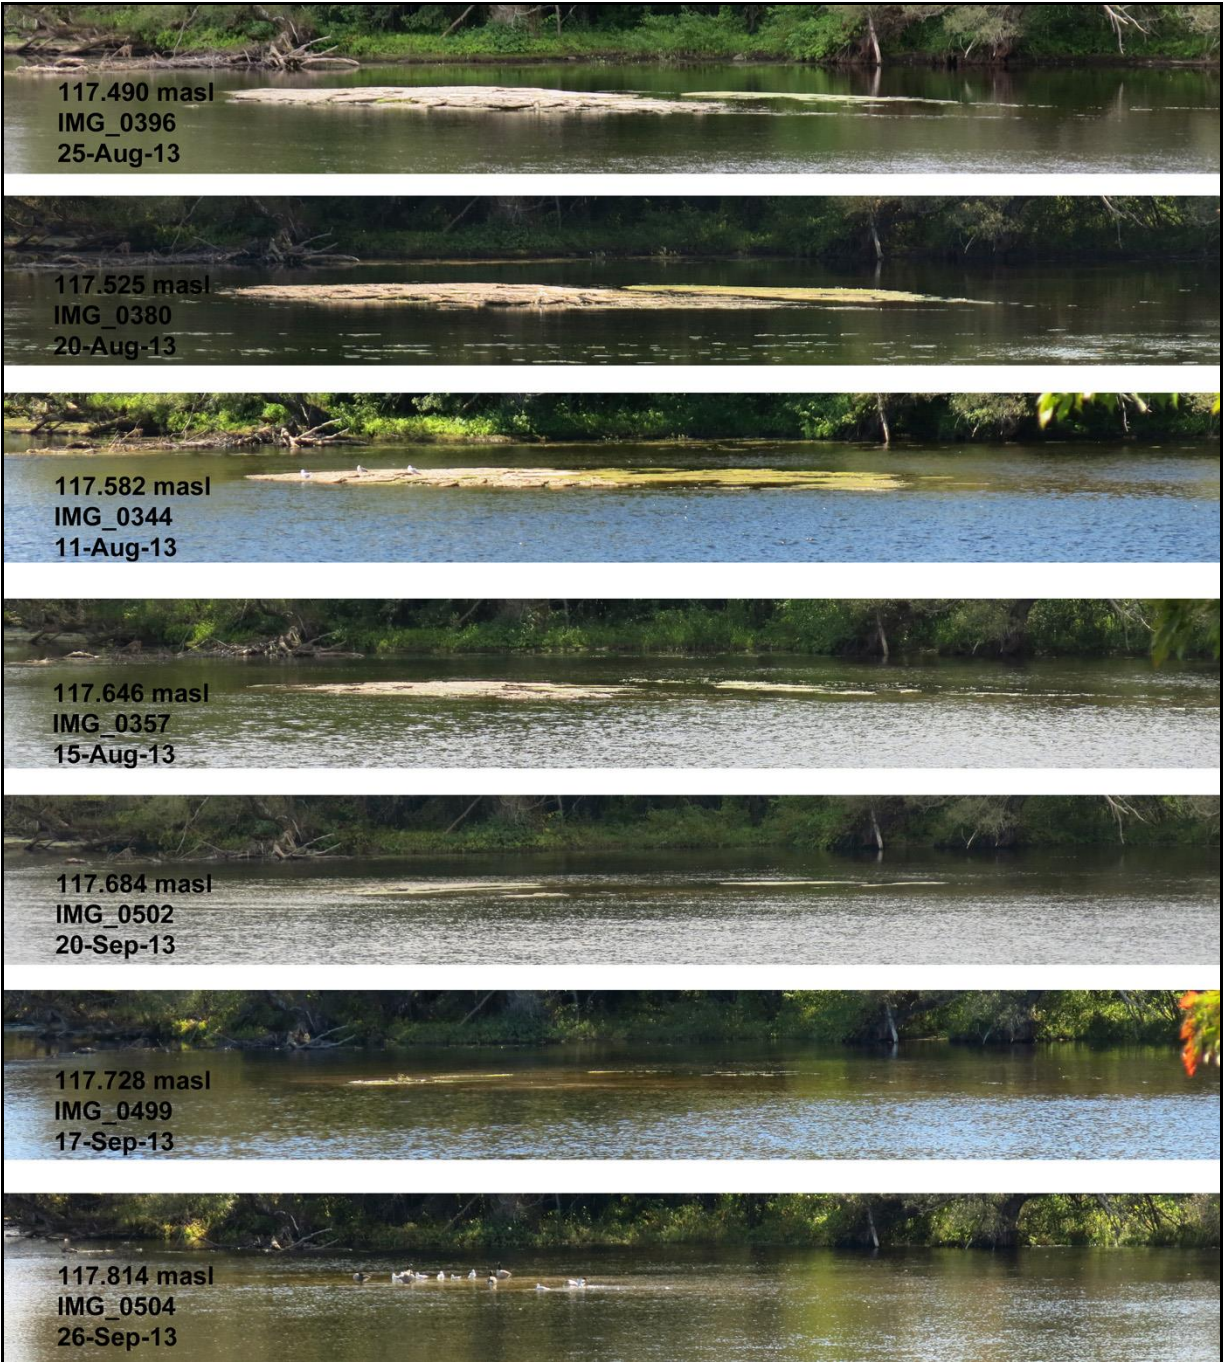 117.490 masl
IMG_0396
25-Aug-13
117.525 masl
IMG_0380
20-Aug-13
117.582 masl
IMG_0344
11-Aug-13
117.646 masl
IMG_0357
15-Aug-13
117.684 masl
IMG_0502
20-Sep-13
117.728 masl
IMG_0499
17-Sep-13
117.814 masl
IMG_0504
26-Sep-13